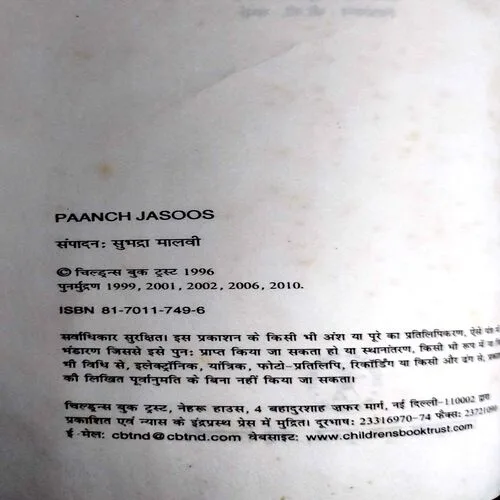 PAANCH JASOOS
संपादन: सुभद्रा मालवी
© चिल्ड्रन्स बुक ट्रस्ट 1996
पुनर्मुद्रण 1999, 2001, 2002, 2006, 2010.
ISBN 81-7011-749-6
सर्वाधिकार सुरक्षित। इस प्रकाशन के किसी भी अंश या पूरे का प्रतिलिपिकरण, ऐसे
भंडारण जिससे इसे पुन: प्राप्त किया जा सकता हो या स्थानांतरण, किसी भी रूप में
भी विधि से, इलेक्ट्रॉनिक, यांत्रिक, फोटो-प्रतिलिपि, रिकॉर्डिंग या किसी और ढंग से,
की लिखित पूर्वानुमति के बिना नहीं किया जा सकता।
चिल्ड्रन्स बुक ट्रस्ट, नेहरू हाउस, 4 बहादुरशाह ज़फर मार्ग, नई दिल्ली-110002 द्वारा
प्रकाशित एवं न्यास के इंद्रप्रस्थ प्रेस में मुद्रित। दूरभाष: 23316970-74 फैक्स:
ई मेल: cbtnd@cbtnd.com वेबसाइट: www.childrensbooktrust.com